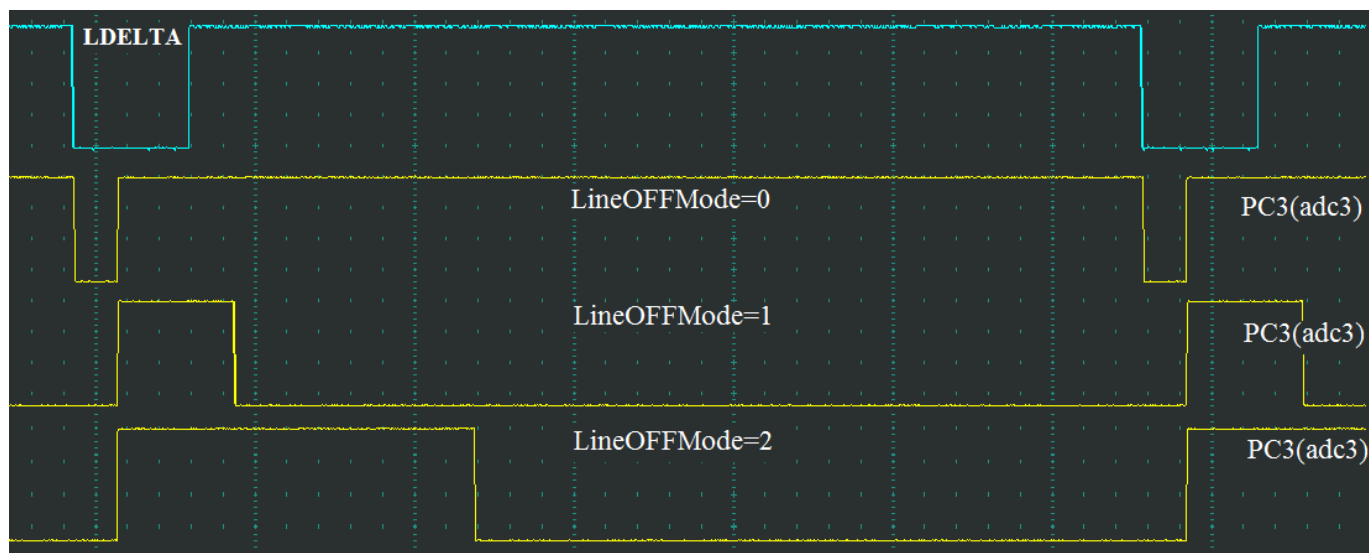 LDELTA
LineOFFMode=0
PC3(adc3)
LineOFFMode=1
PC3(adc3)
LineOFFMode=2
PC3(adc3)